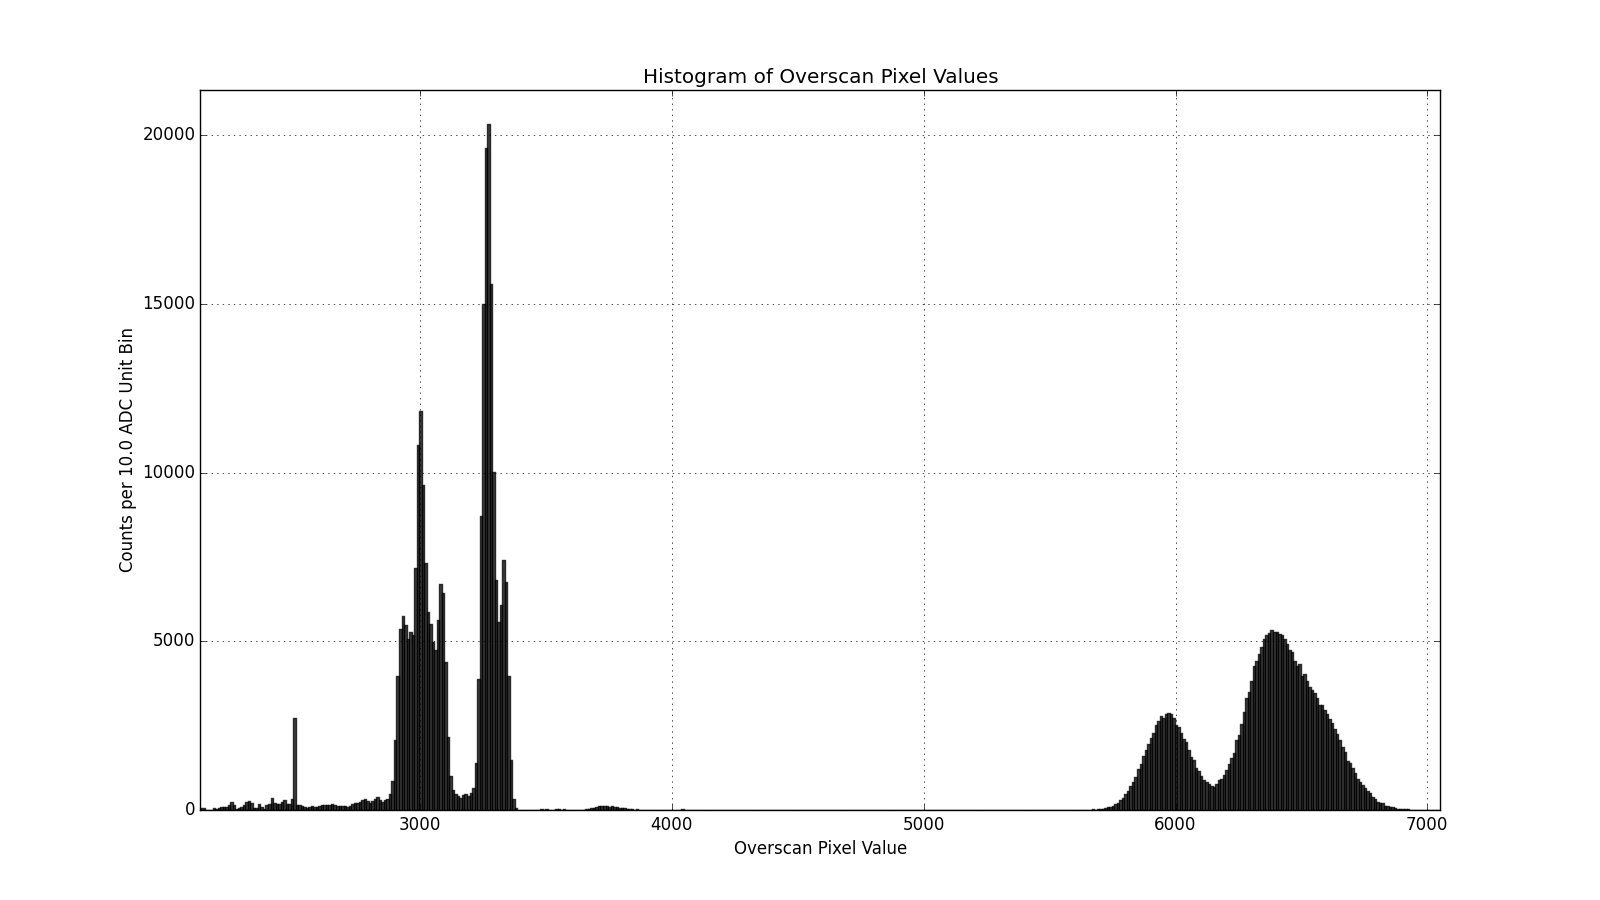 Histogram of Overscan Pixel Values
20000
15000
10000
5000
0
Counts per 10.0 ADC Unit Bin
3000 4000 5000 6000 7000
Overscan Pixel Value